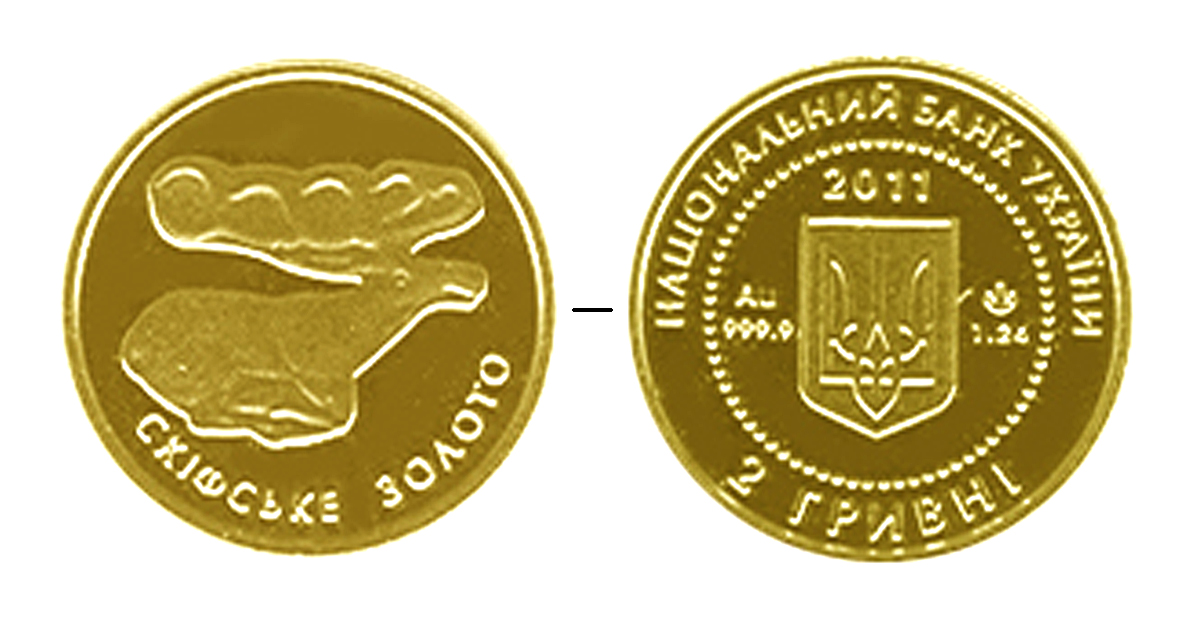 СКІФСЬКЕ ЗОЛОТО
НАЦІОНАЛЬНИЙ БАНК УКРАЇНИ
2011
Au
999.9
1.24
2 ГРИВНІ